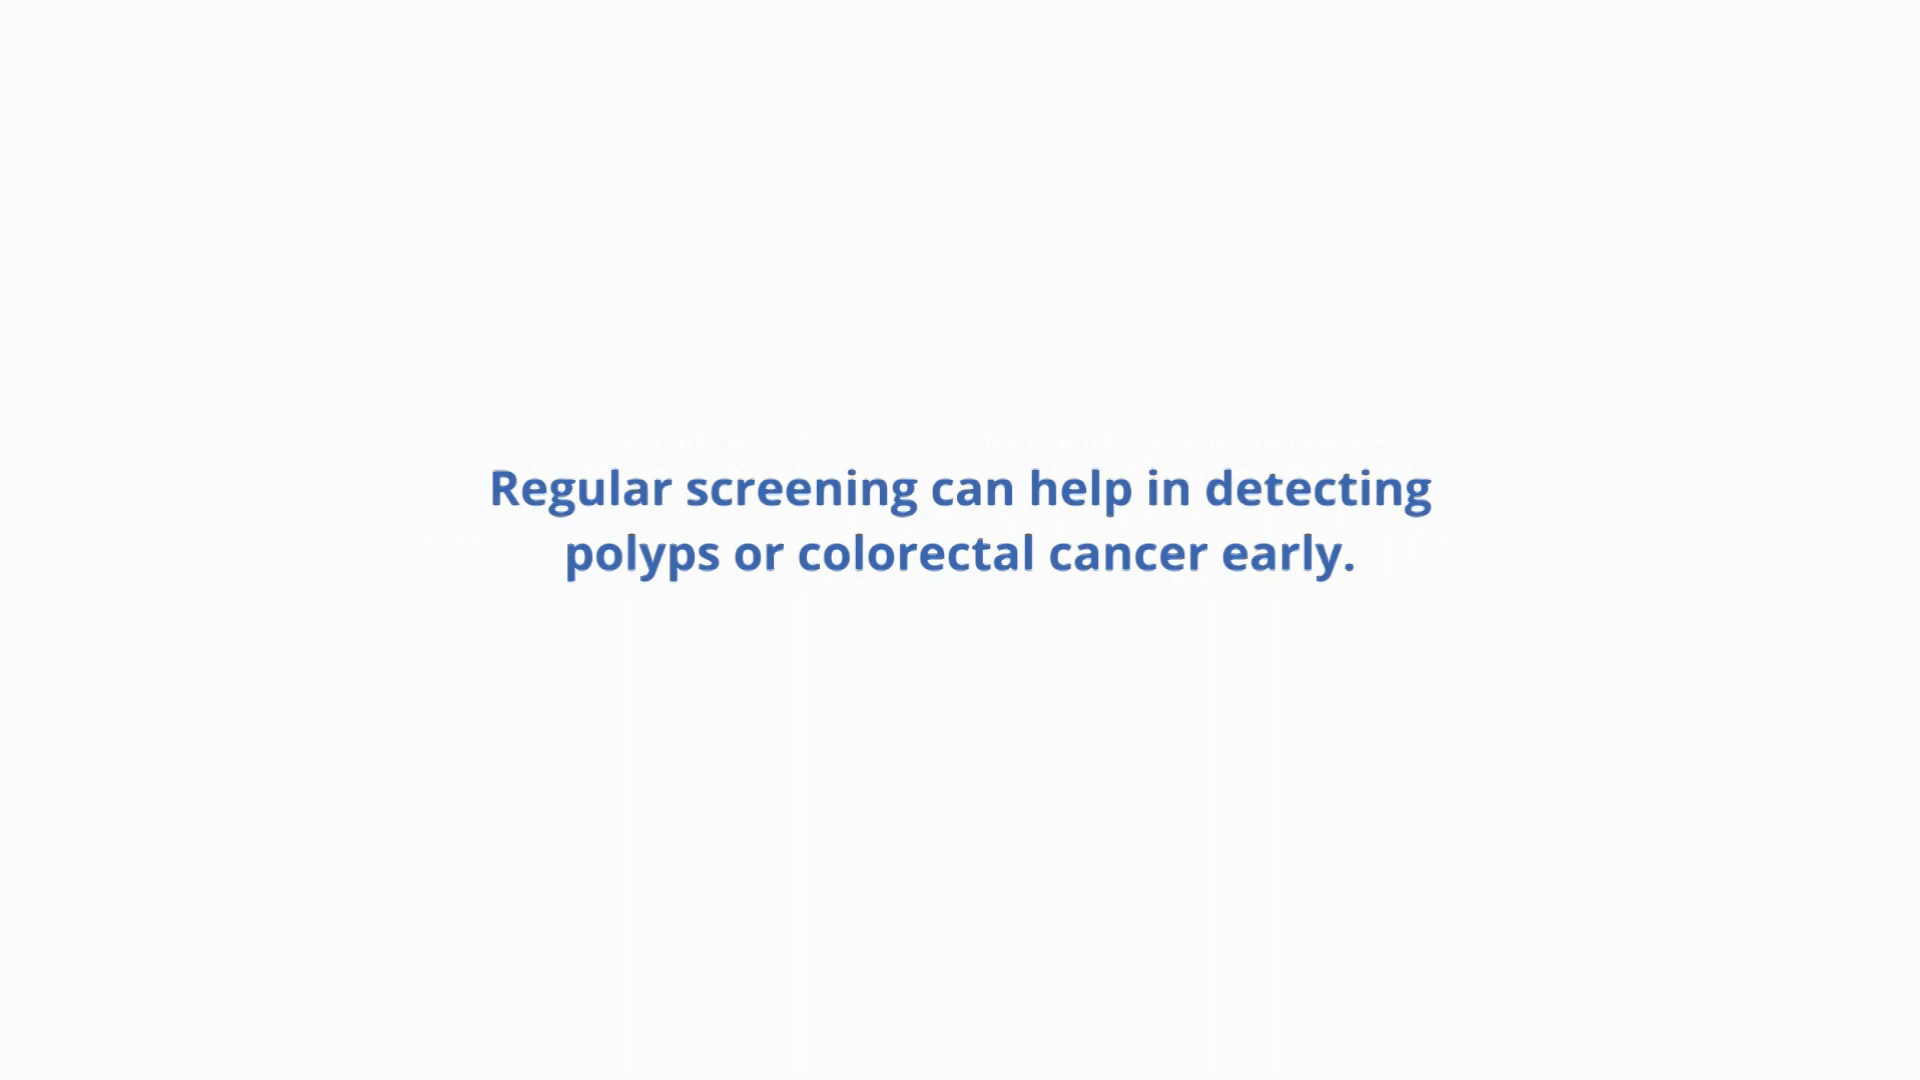 Regular screening can help in detecting
polyps or colorectal cancer early.